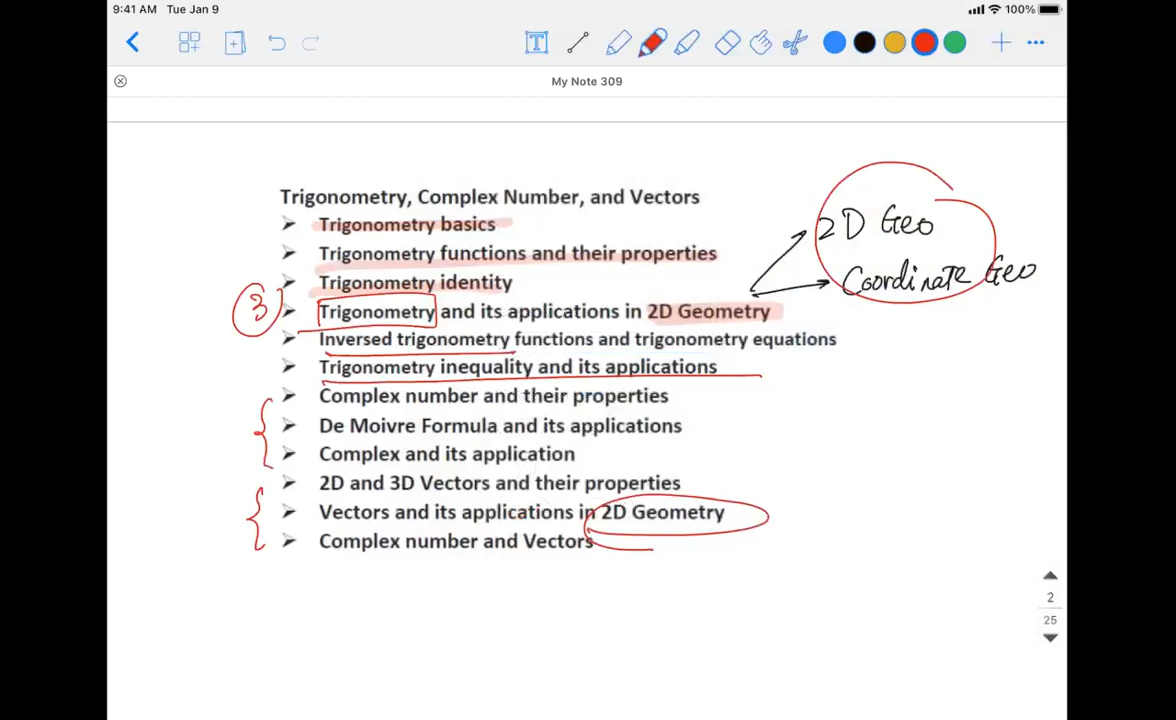 9:41 AM Tue Jan 9 100%
My Note 309
Trigonometry, Complex Number, and Vectors
➤ Trigonometry basics
2D Geo
➤ Trigonometry functions and their properties
Coordinate Geo
➤ Trigonometry identity
3
➤ Trigonometry and its applications in 2D Geometry
➤ Inversed trigonometry functions and trigonometry equations
➤ Trigonometry inequality and its applications
➤ Complex number and their properties
➤ De Moivre Formula and its applications
➤ Complex and its application
➤ 2D and 3D Vectors and their properties
➤ Vectors and its applications in 2D Geometry
➤ Complex number and Vectors
2
25